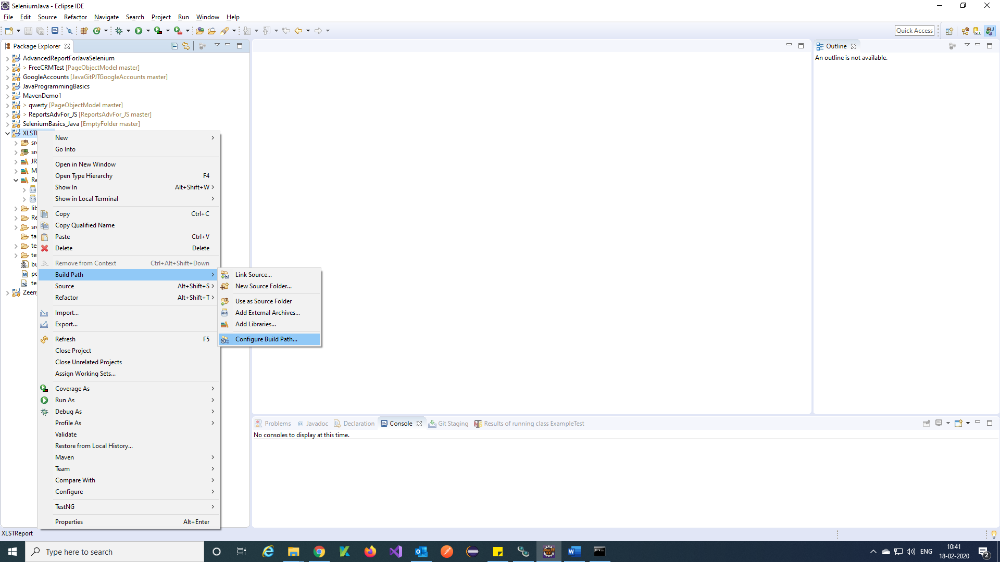 SeleniumJava - Eclipse IDE
File Edit Source Refactor Navigate Search Project Run Window Help
Quick Access
Package Explorer
AdvancedReportForJavaSelenium
> FreeCRMTest [PageObjectModel master]
GoogleAccounts [JavaGitPJTGoogleAccounts master]
JavaProgrammingBasics
MavenDemo1
> qwerty [PageObjectModel master]
> ReportsAdvFor_JS [ReportsAdvFor_JS master]
SeleniumBasics_Java [EmptyFolder master]
XLST
JR
M
Re
lib
Re
ta
te
te
bu
po
te
Zeen
New
Go Into
Open in New Window
Open Type Hierarchy F4
Show In Alt+Shift+W >
Show in Local Terminal
Copy Ctrl+C
Copy Qualified Name
Paste Ctrl+V
Delete Delete
Remove from Context Ctrl+Alt+Shift+Down
Build Path
Source Alt+Shift+S >
Refactor Alt+Shift+T >
Import...
Export...
Refresh F5
Close Project
Close Unrelated Projects
Assign Working Sets...
Coverage As
Run As
Debug As
Profile As
Validate
Restore from Local History...
Maven
Team
Compare With
Configure
TestNG
Properties Alt+Enter
Link Source...
New Source Folder...
Use as Source Folder
Add External Archives...
Add Libraries...
Configure Build Path...
Outline
An outline is not available.
Problems @ Javadoc Declaration Console Git Staging Results of running class ExampleTest
No consoles to display at this time.
XLSTReport
Type here to search
ENG
10:41
18-02-2020
2